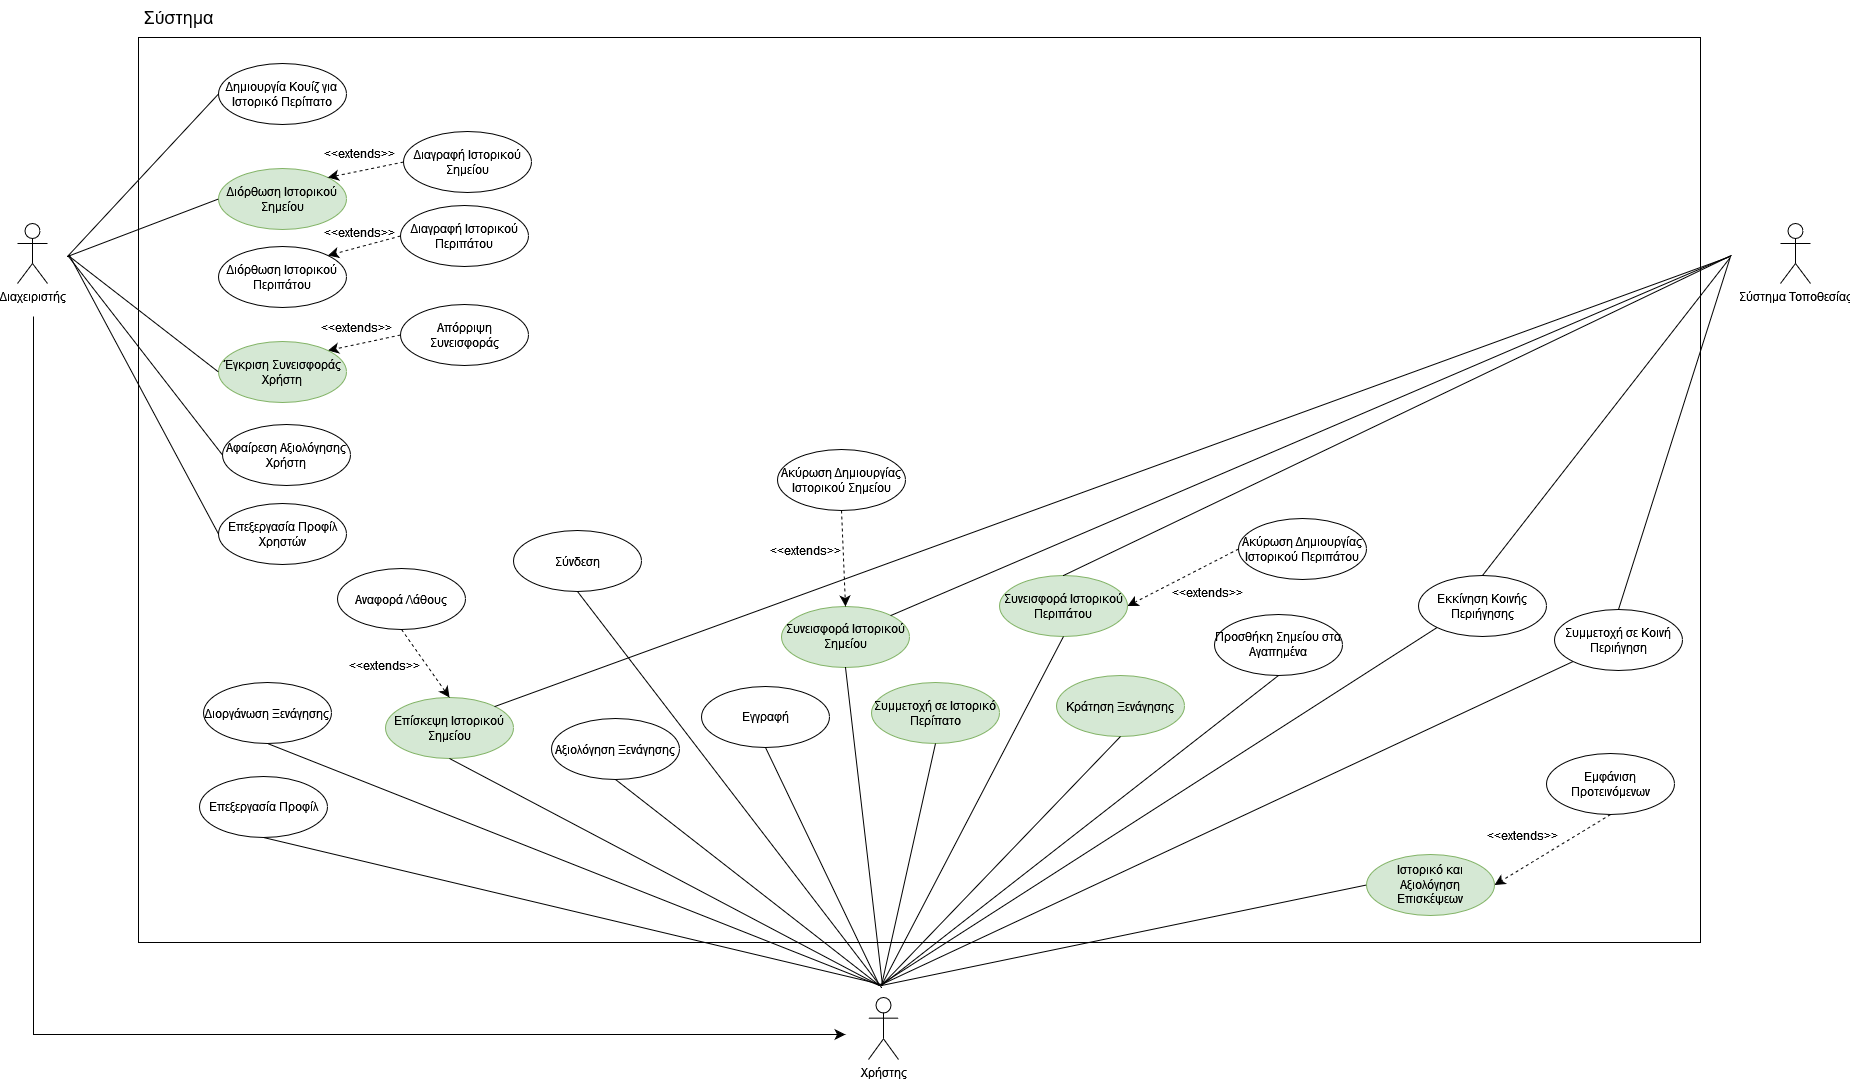 Σύστημα
Δημιουργία Κουίζ για
Ιστορικό Περίπατο
<<extends>>
Διαγραφή Ιστορικού
Σημείου
Διόρθωση Ιστορικού
Σημείου
<<extends>>
Διαγραφή Ιστορικού
Περιπάτου
Διόρθωση Ιστορικού
Περιπάτου
Διαχειριστής
Σύστημα Τοποθεσίας
<<extends>>
Απόρριψη
Συνεισφοράς
Έγκριση Συνεισφοράς
Χρήστη
Αφαίρεση Αξιολόγησης
Χρήστη
Ακύρωση Δημιουργίας
Ιστορικού Σημείου
Επεξεργασία Προφίλ
Χρηστών
Σύνδεση
<<extends>>
Ακύρωση Δημιουργίας
Ιστορικού Περιπάτου
<<extends>>
Αναφορά Λάθους
Συνεισφορά Ιστορικού
Σημείου
Συνεισφορά Ιστορικού
Περιπάτου
Εκκίνηση Κοινής
Περιήγησης
Προσθήκη Σημείου στα
Αγαπημένα
Συμμετοχή σε Κοινή
Περιήγηση
<<extends>>
Διοργάνωση Ξενάγησης
Επίσκεψη Ιστορικού
Σημείου
Αξιολόγηση Ξενάγησης
Εγγραφή
Συμμετοχή σε Ιστορικό
Περίπατο
Κράτηση Ξενάγησης
Επεξεργασία Προφίλ
Εμφάνιση
Προτεινόμενων
<<extends>>
Ιστορικό και
Αξιολόγηση
Επισκέψεων
Χρήστης